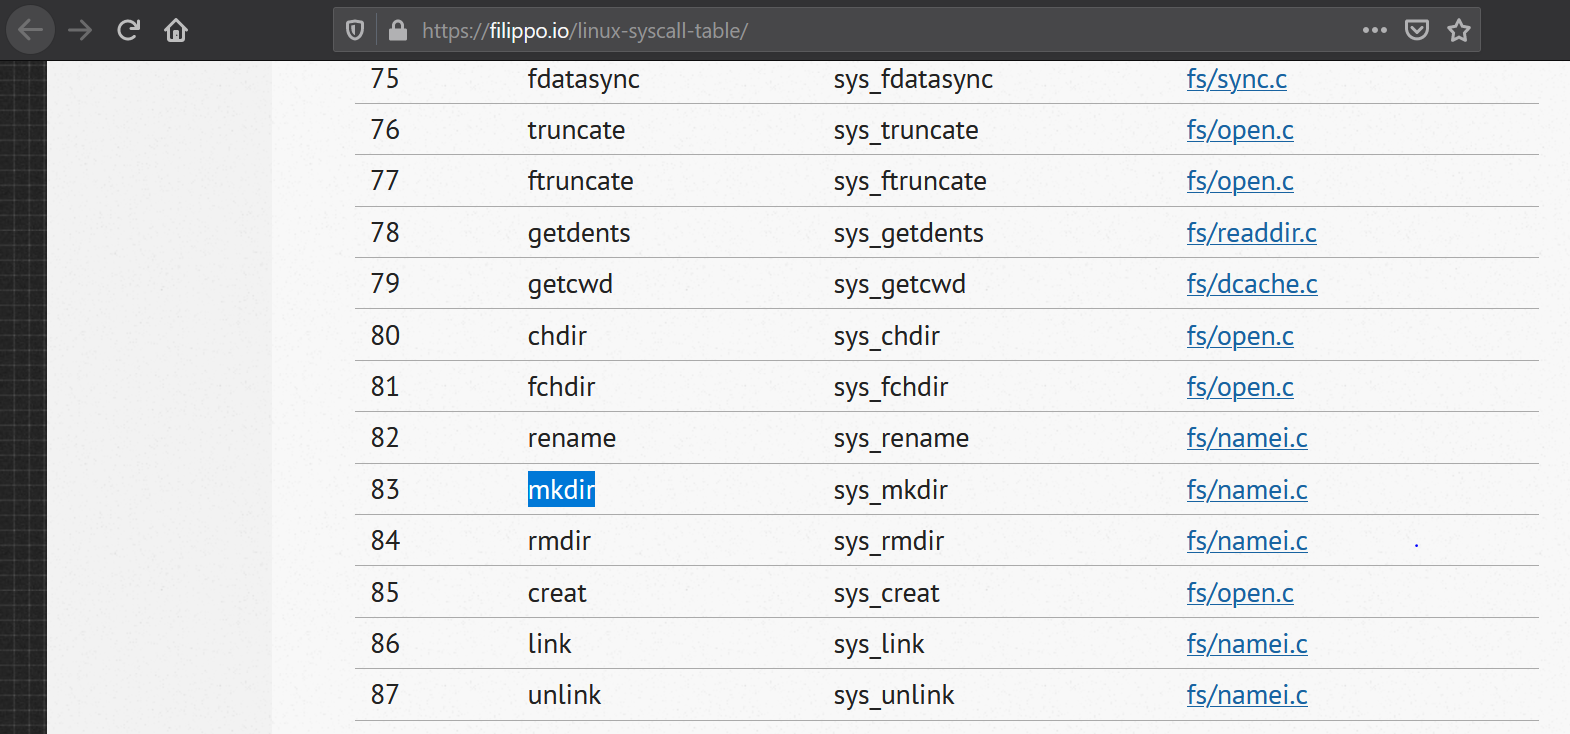 https://filippo.io/linux-syscall-table/
75 fdatasync sys_fdatasync fs/sync.c
76 truncate sys_truncate fs/open.c
77 ftruncate sys_ftruncate fs/open.c
78 getdents sys_getdents fs/readdir.c
79 getcwd sys_getcwd fs/dcache.c
80 chdir sys_chdir fs/open.c
81 fchdir sys_fchdir fs/open.c
82 rename sys_rename fs/namei.c
83 mkdir sys_mkdir fs/namei.c
84 rmdir sys_rmdir fs/namei.c
85 creat sys_creat fs/open.c
86 link sys_link fs/namei.c
87 unlink sys_unlink fs/namei.c